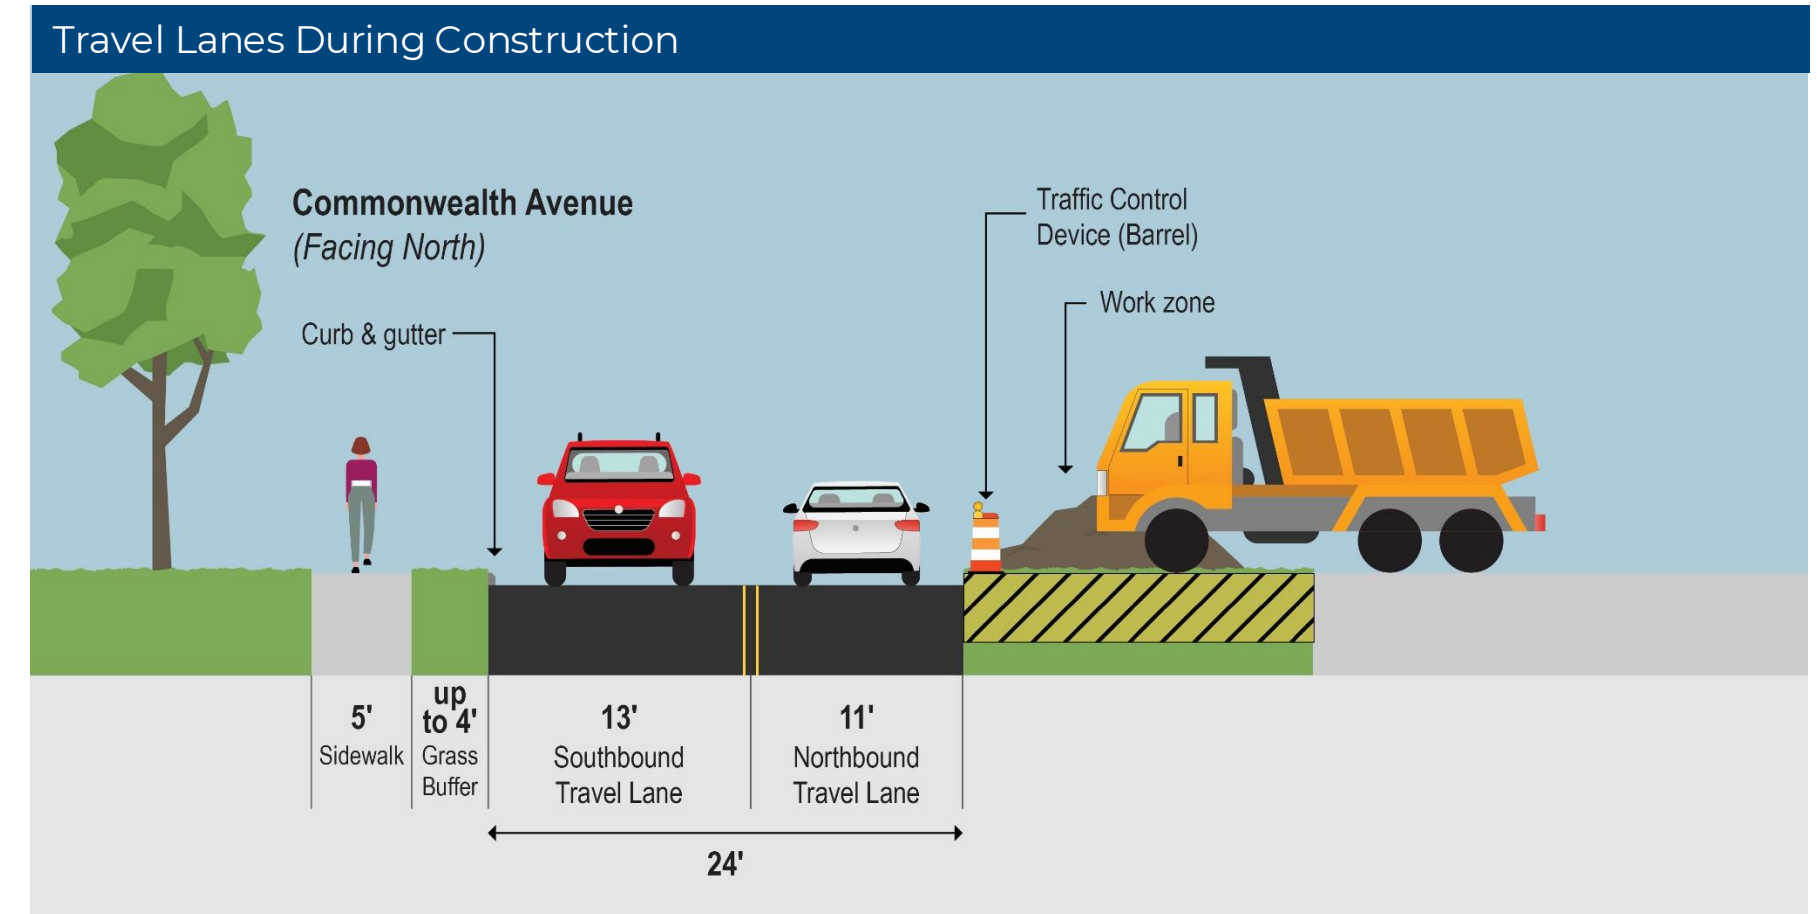 Travel Lanes During Construction
Commonwealth Avenue
(Facing North)
Curb & gutter
Traffic Control
Device (Barrel)
Work zone
5'
Sidewalk
up
to 4'
Grass
Buffer
13'
Southbound
Travel Lane
11'
Northbound
Travel Lane
24'